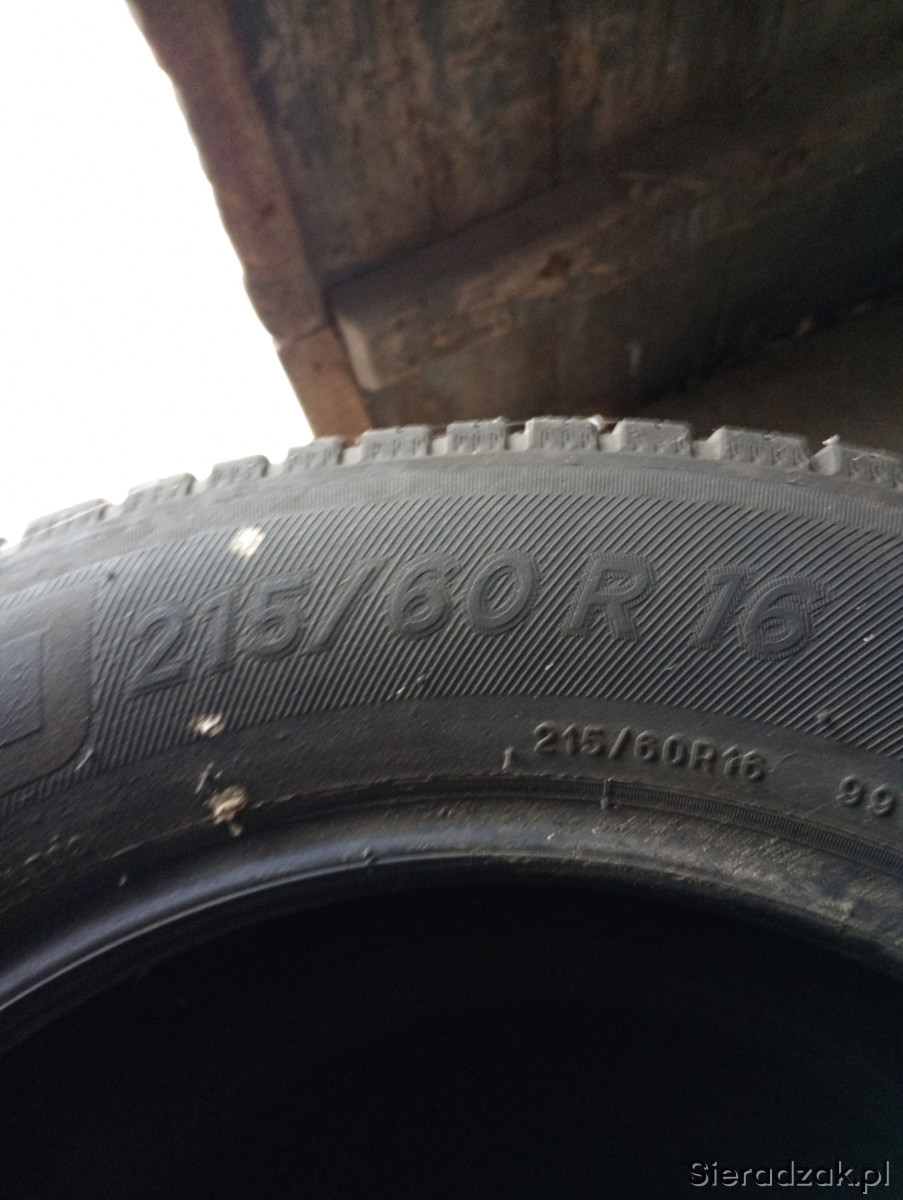 215/60 R 16
215/60R16 99
Sieradzak.pl